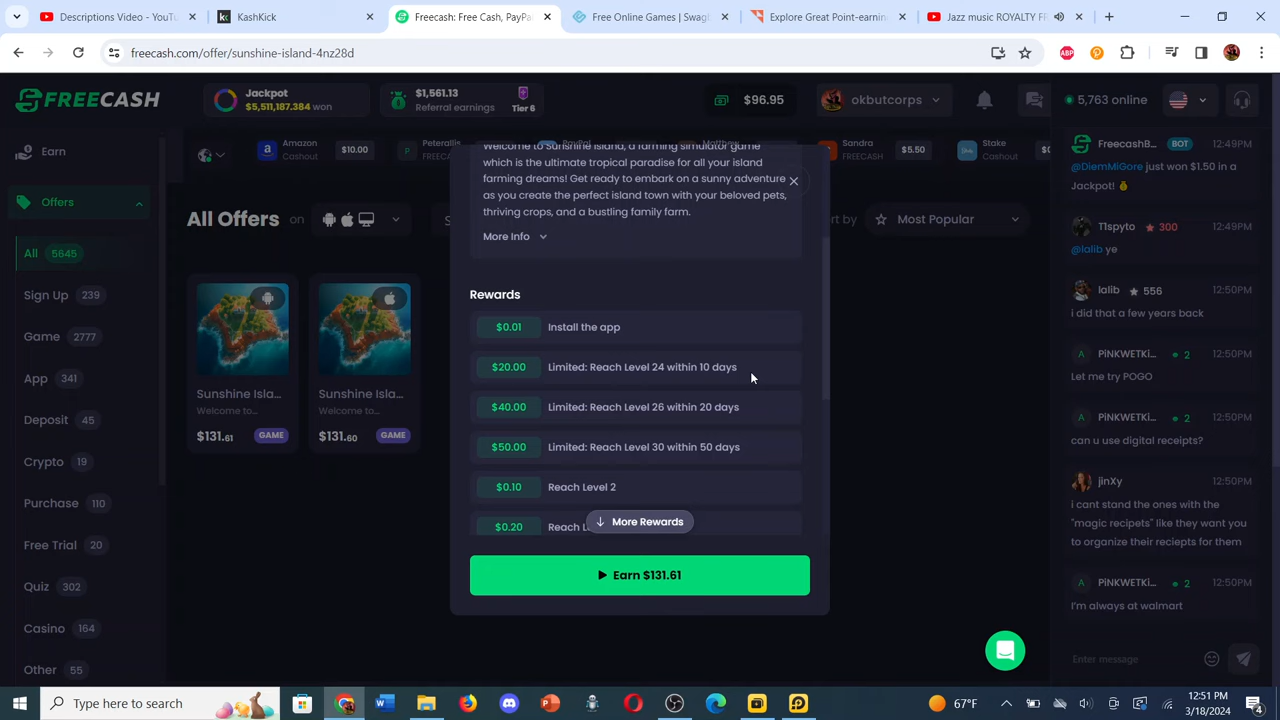 Descriptions Video - YouTu
KashKick
Freecash: Free Cash, PayPa
Free Online Games | Swagb
Explore Great Point-earnin
Jazz music ROYALTY FR
freecash.com/offer/sunshine-island-4nz28d
ABP
FREECASH
Jackpot
$5,511,187.384 won
$1,561.13
Referral earnings
Tier 6
$96.95
okbutcorps
5,763 online
Earn
Amazon
Cashout
$10.00
Peteralli..
FREEC
PayPal
Matthew
Sandra
FREECASH
$5.50
Stake
Cashout
Offers
All 5645
Sign Up 239
Game 2777
App 341
Deposit 45
Crypto 19
Purchase 110
Free Trial 20
Quiz 302
Casino 164
Other 55
All Offers on
S
rt by
Most Popular
Sunshine Isla...
Welcome to...
$131.61
GAME
Sunshine Isla...
Welcome to...
$131.60
GAME
Welcome to Sunshine Island, a farming simulator game
which is the ultimate tropical paradise for all your island
farming dreams! Get ready to embark on a sunny adventure
as you create the perfect island town with your beloved pets,
thriving crops, and a bustling family farm.
More Info
Rewards
$0.01 Install the app
$20.00 Limited: Reach Level 24 within 10 days
$40.00 Limited: Reach Level 26 within 20 days
$50.00 Limited: Reach Level 30 within 50 days
$0.10 Reach Level 2
$0.20 Reach L
More Rewards
Earn $131.61
FreecashB... BOT
@DiemMiGore just won $1.50 in
Jackpot!
T1spyto 300 12:49PM
@lalib ye
lalib 556 12:50PM
i did that a few years back
A PiNKWETKi... 2 12:50PM
Let me try POGO
A PiNKWETKi... 2 12:50PM
can u use digital receipts?
jinXy 12:50PM
i cant stand the ones with the
"magic recipets" like they want you
to organize their reciepts for them
A PiNKWETKi... 2 12:50PM
I'm always at walmart
Enter message
Type here to search
67°F
12:51 PM
3/18/2024
4